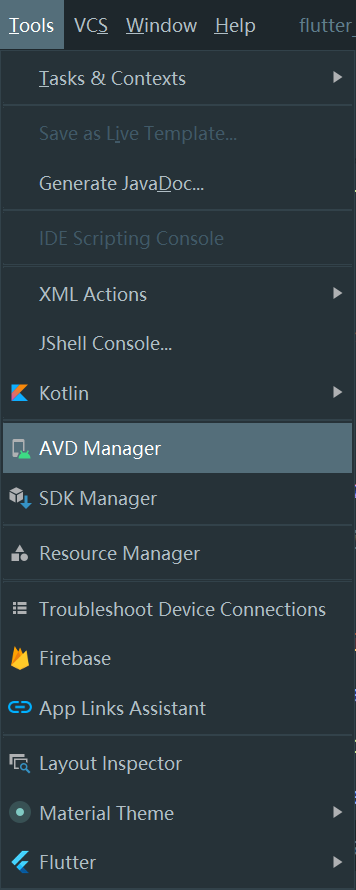 Tools VCS Window Help flutter_
Tasks & Contexts
Save as Live Template...
Generate JavaDoc...
IDE Scripting Console
XML Actions
JShell Console...
Kotlin
AVD Manager
SDK Manager
Resource Manager
Troubleshoot Device Connections
Firebase
App Links Assistant
Layout Inspector
Material Theme
Flutter